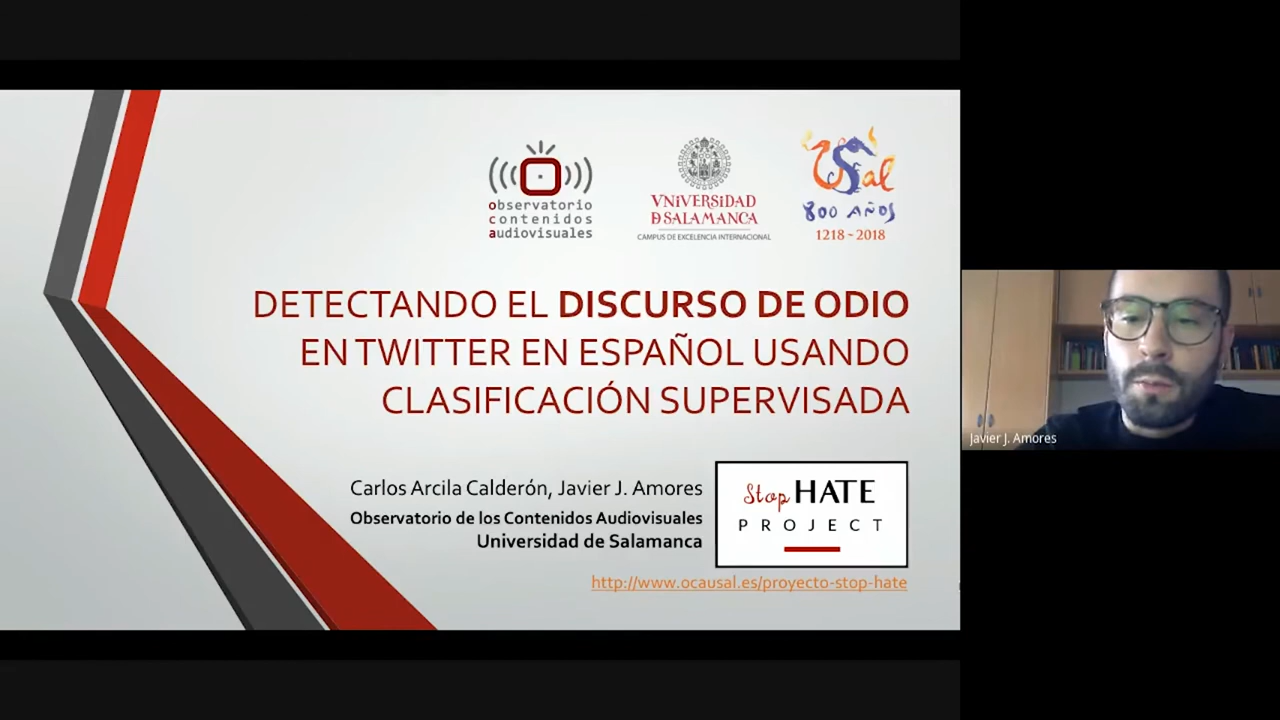 observatorio
contenidos
audiovisuales
VNiVERSiDAD
D SALAMANCA
CAMPUS DE EXCELENCIA INTERNACIONAL
USal
800 AÑOS
1218 - 2018
DETECTANDO EL DISCURSO DE ODIO
EN TWITTER EN ESPAÑOL USANDO
CLASIFICACIÓN SUPERVISADA
Carlos Arcila Calderón, Javier J. Amores
Observatorio de los Contenidos Audiovisuales
Universidad de Salamanca
Stop HATE
PROJECT
http://www.ocausal.es/proyecto-stop-hate
Javier J. Amores